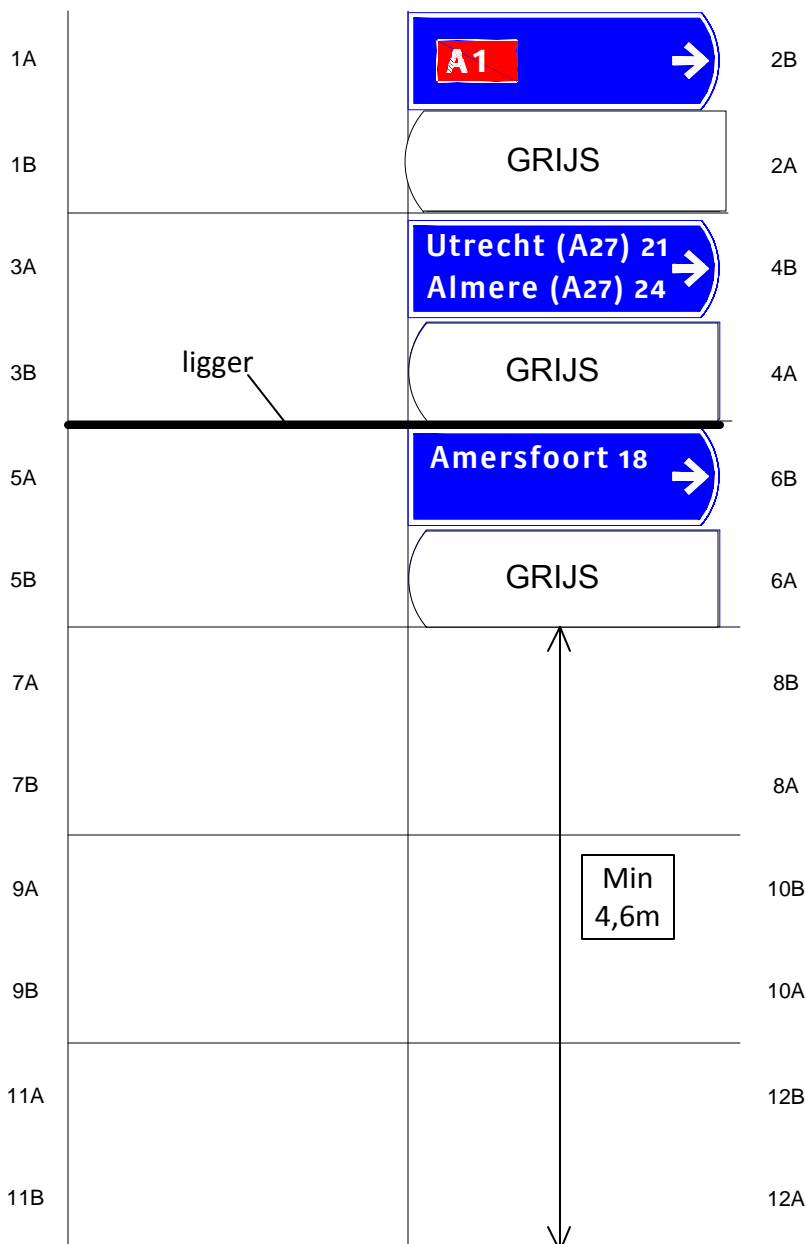 1A
A1
2B
1B
GRIJS
2A
3A
Utrecht (A27) 21
Almere (A27) 24
4B
3B
ligger
GRIJS
4A
5A
Amersfoort 18
6B
5B
GRIJS
6A
7A
8B
7B
8A
9A
Min
4,6m
10B
9B
10A
11A
12B
11B
12A